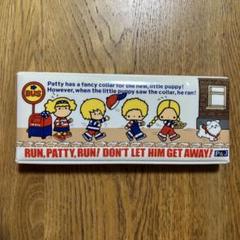 BUS
Patty has a fancy collar for the new, little puppy!
However, when the little puppy saw the collar, he ran!
RUN, PATTY, RUN! DON'T LET HIM GET AWAY!
P&J